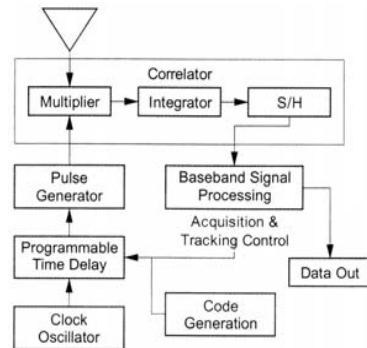 Correlator
Multiplier
Integrator
S/H
Pulse
Generator
Baseband Signal
Processing
Acquisition &
Tracking Control
Programmable
Time Delay
Data Out
Code
Generation
Clock
Oscillator